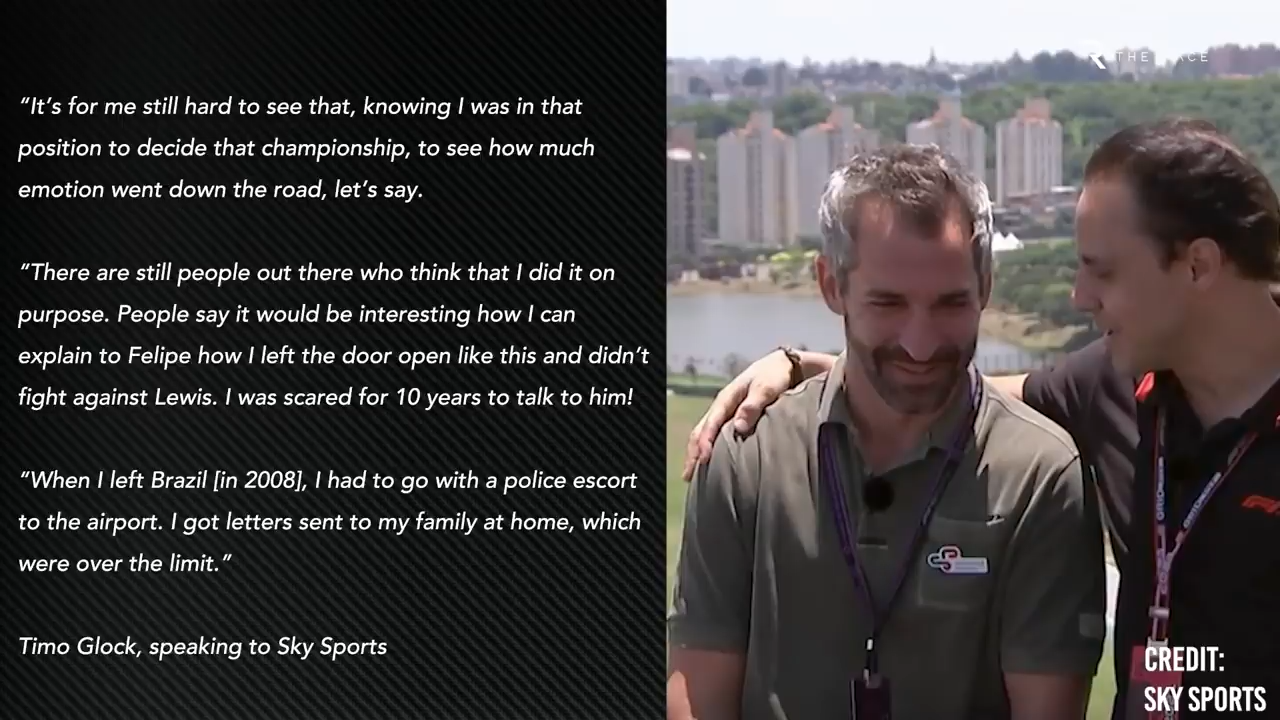 “It’s for me still hard to see that, knowing I was in that
position to decide that championship, to see how much
emotion went down the road, let’s say.
“There are still people out there who think that I did it on
purpose. People say it would be interesting how I can
explain to Felipe how I left the door open like this and didn’t
fight against Lewis. I was scared for 10 years to talk to him!
“When I left Brazil [in 2008], I had to go with a police escort
to the airport. I got letters sent to my family at home, which
were over the limit.”
Timo Glock, speaking to Sky Sports
THE RACE
CREDIT:
SKY SPORTS